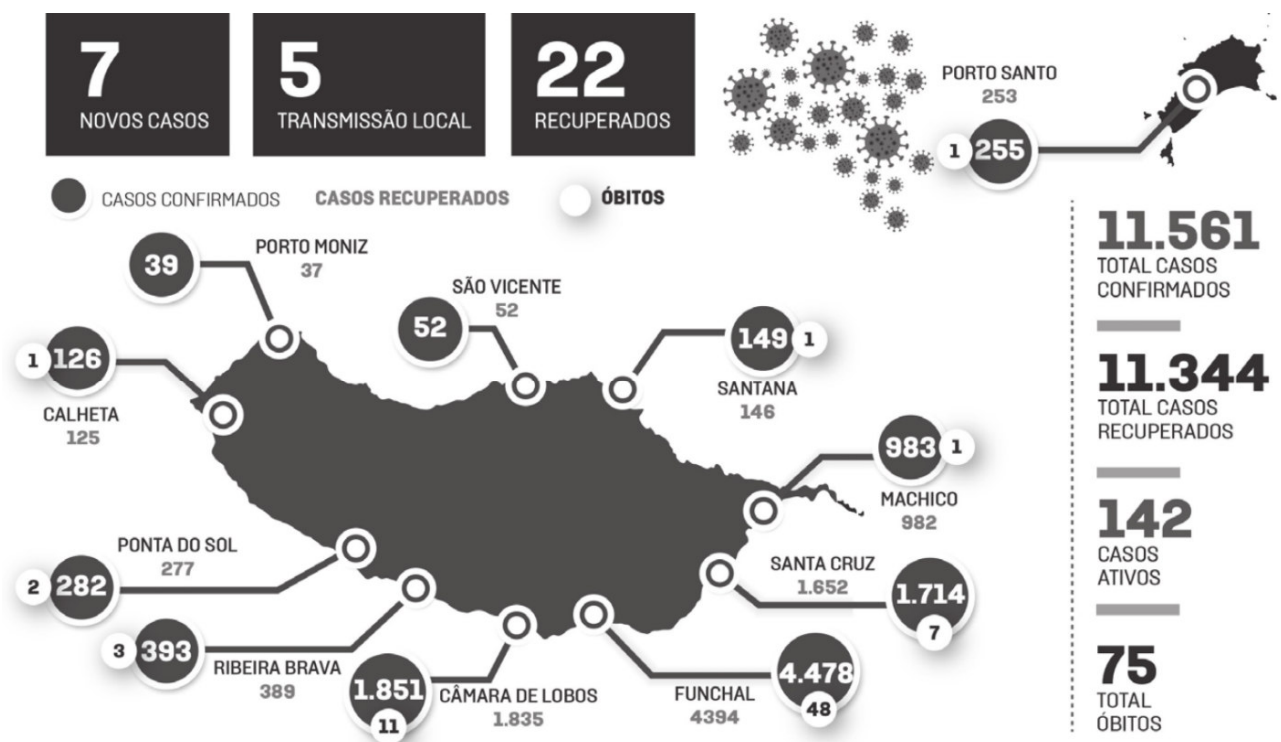 7
NOVOS CASOS
5
TRANSMISSÃO LOCAL
22
RECUPERADOS
PORTO SANTO
253
1 255
CASOS CONFIRMADOS CASOS RECUPERADOS ÓBITOS
39
PORTO MONIZ
37
SÃO VICENTE
52
52
149 1
SANTANA
146
1 126
CALHETA
125
983 1
MACHICO
982
PONTA DO SOL
277
2 282
SANTA CRUZ
1.652
1.714
7
3 393
RIBEIRA BRAVA
389
1.851
11
CÂMARA DE LOBOS
1.835
FUNCHAL
4394
4.478
48
11.561
TOTAL CASOS
CONFIRMADOS
11.344
TOTAL CASOS
RECUPERADOS
142
CASOS
ATIVOS
75
TOTAL
ÓBITOS